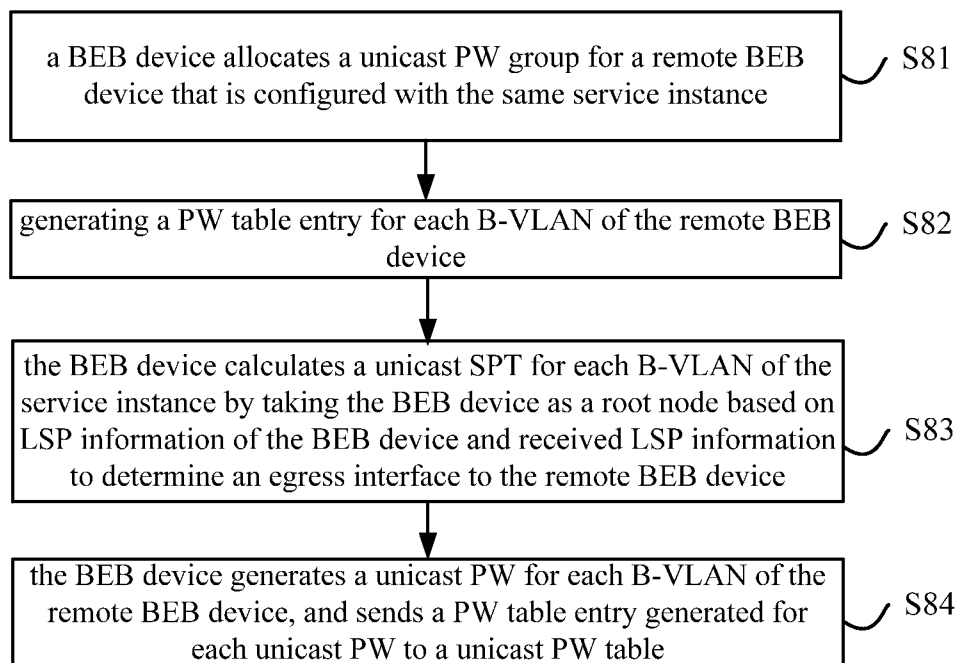 a BEB device allocates a unicast PW group for a remote BEB
device that is configured with the same service instance
S81
generating a PW table entry for each B-VLAN of the remote BEB
device
S82
the BEB device calculates a unicast SPT for each B-VLAN of the
service instance by taking the BEB device as a root node based on
LSP information of the BEB device and received LSP information
to determine an egress interface to the remote BEB device
S83
the BEB device generates a unicast PW for each B-VLAN of the
remote BEB device, and sends a PW table entry generated for
each unicast PW to a unicast PW table
S84